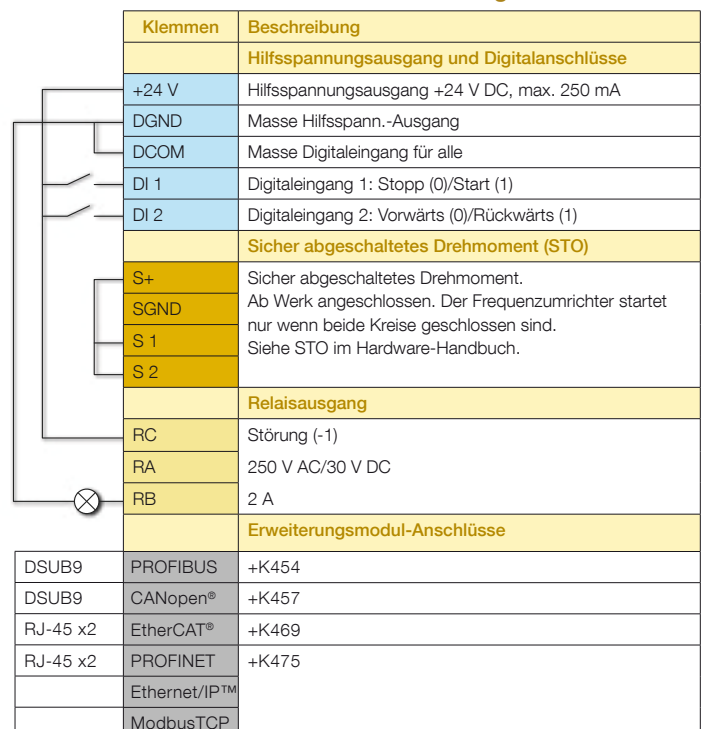 Klemmen Beschreibung
Hilfsspannungsausgang und Digitalanschlüsse
+24 V Hilfsspannungsausgang +24 V DC, max. 250 mA
DGND Masse Hilfsspann.-Ausgang
DCOM Masse Digitaleingang für alle
DI 1 Digitaleingang 1: Stopp (0)/Start (1)
DI 2 Digitaleingang 2: Vorwärts (0)/Rückwärts (1)
Sicher abgeschaltetes Drehmoment (STO)
S+ Sicher abgeschaltetes Drehmoment.
SGND Ab Werk angeschlossen. Der Frequenzumrichter startet
nur wenn beide Kreise geschlossen sind.
S 1 Siehe STO im Hardware-Handbuch.
S 2
Relaisausgang
RC Störung (-1)
RA 250 V AC/30 V DC
RB 2 A
Erweiterungsmodul-Anschlüsse
DSUB9 PROFIBUS +K454
DSUB9 CANopen® +K457
RJ-45 x2 EtherCAT® +K469
RJ-45 x2 PROFINET +K475
Ethernet/IP™
ModbusTCP